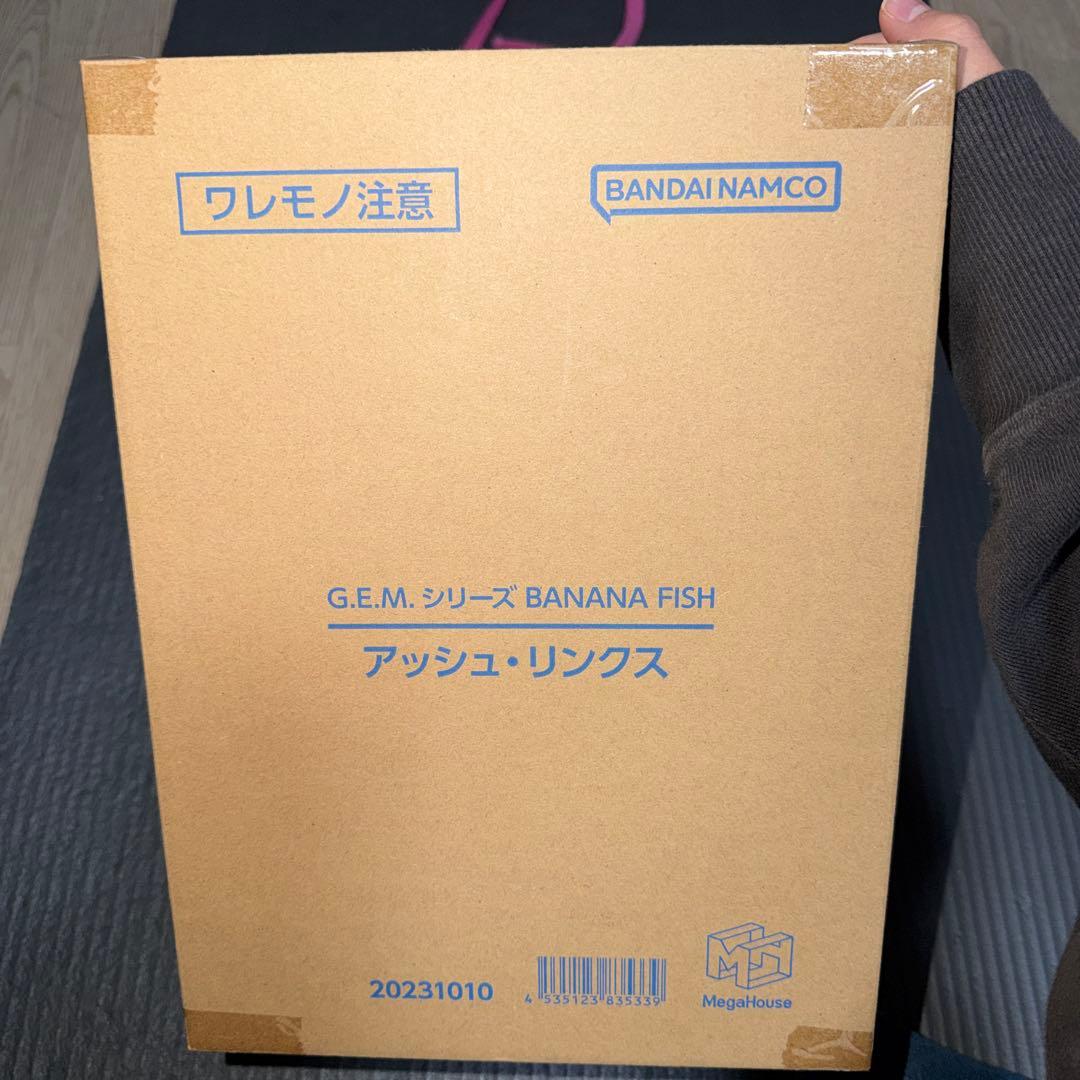 ワレモノ注意
BANDAI NAMCO
G.E.M. シリーズ BANANA FISH
アッシュ・リンクス
20231010
4 535123 835339
MegaHouse